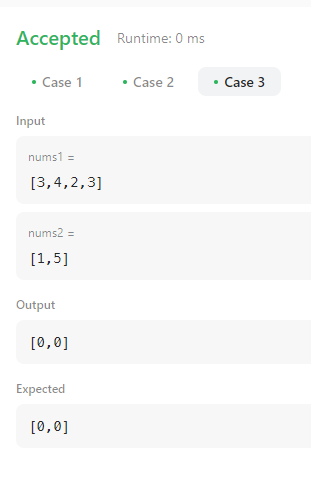 Accepted Runtime: 0 ms
• Case 1 • Case 2 • Case 3
Input
nums1 =
[3,4,2,3]
nums2 =
[1,5]
Output
[0,0]
Expected
[0,0]